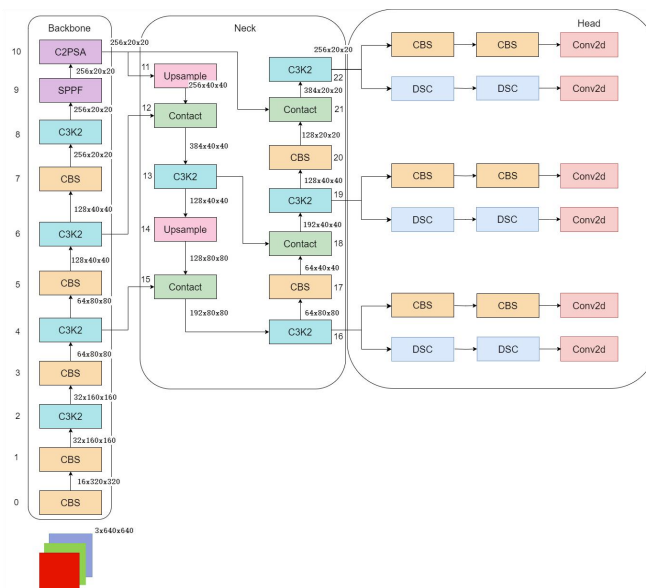 Backbone
Neck
Head
10
C2PSA
256x20x20
256x20x20
9
SPPF
256x20x20
8
C3K2
256x20x20
7
CBS
128x40x40
6
C3K2
128x40x40
5
CBS
64x80x80
4
C3K2
64x80x80
3
CBS
32x160x160
2
C3K2
32x160x160
1
CBS
16x320x320
0
CBS
3x640x640
11
Upsample
256x40x40
12
Contact
384x40x40
13
C3K2
128x40x40
14
Upsample
128x80x80
15
Contact
192x80x80
256x20x20
C3K2
22
384x20x20
Contact
21
128x20x20
CBS
20
128x40x40
C3K2
19
192x40x40
Contact
18
64x40x40
CBS
17
64x80x80
C3K2
16
CBS
CBS
Conv2d
DSC
DSC
Conv2d
CBS
CBS
Conv2d
DSC
DSC
Conv2d
CBS
CBS
Conv2d
DSC
DSC
Conv2d